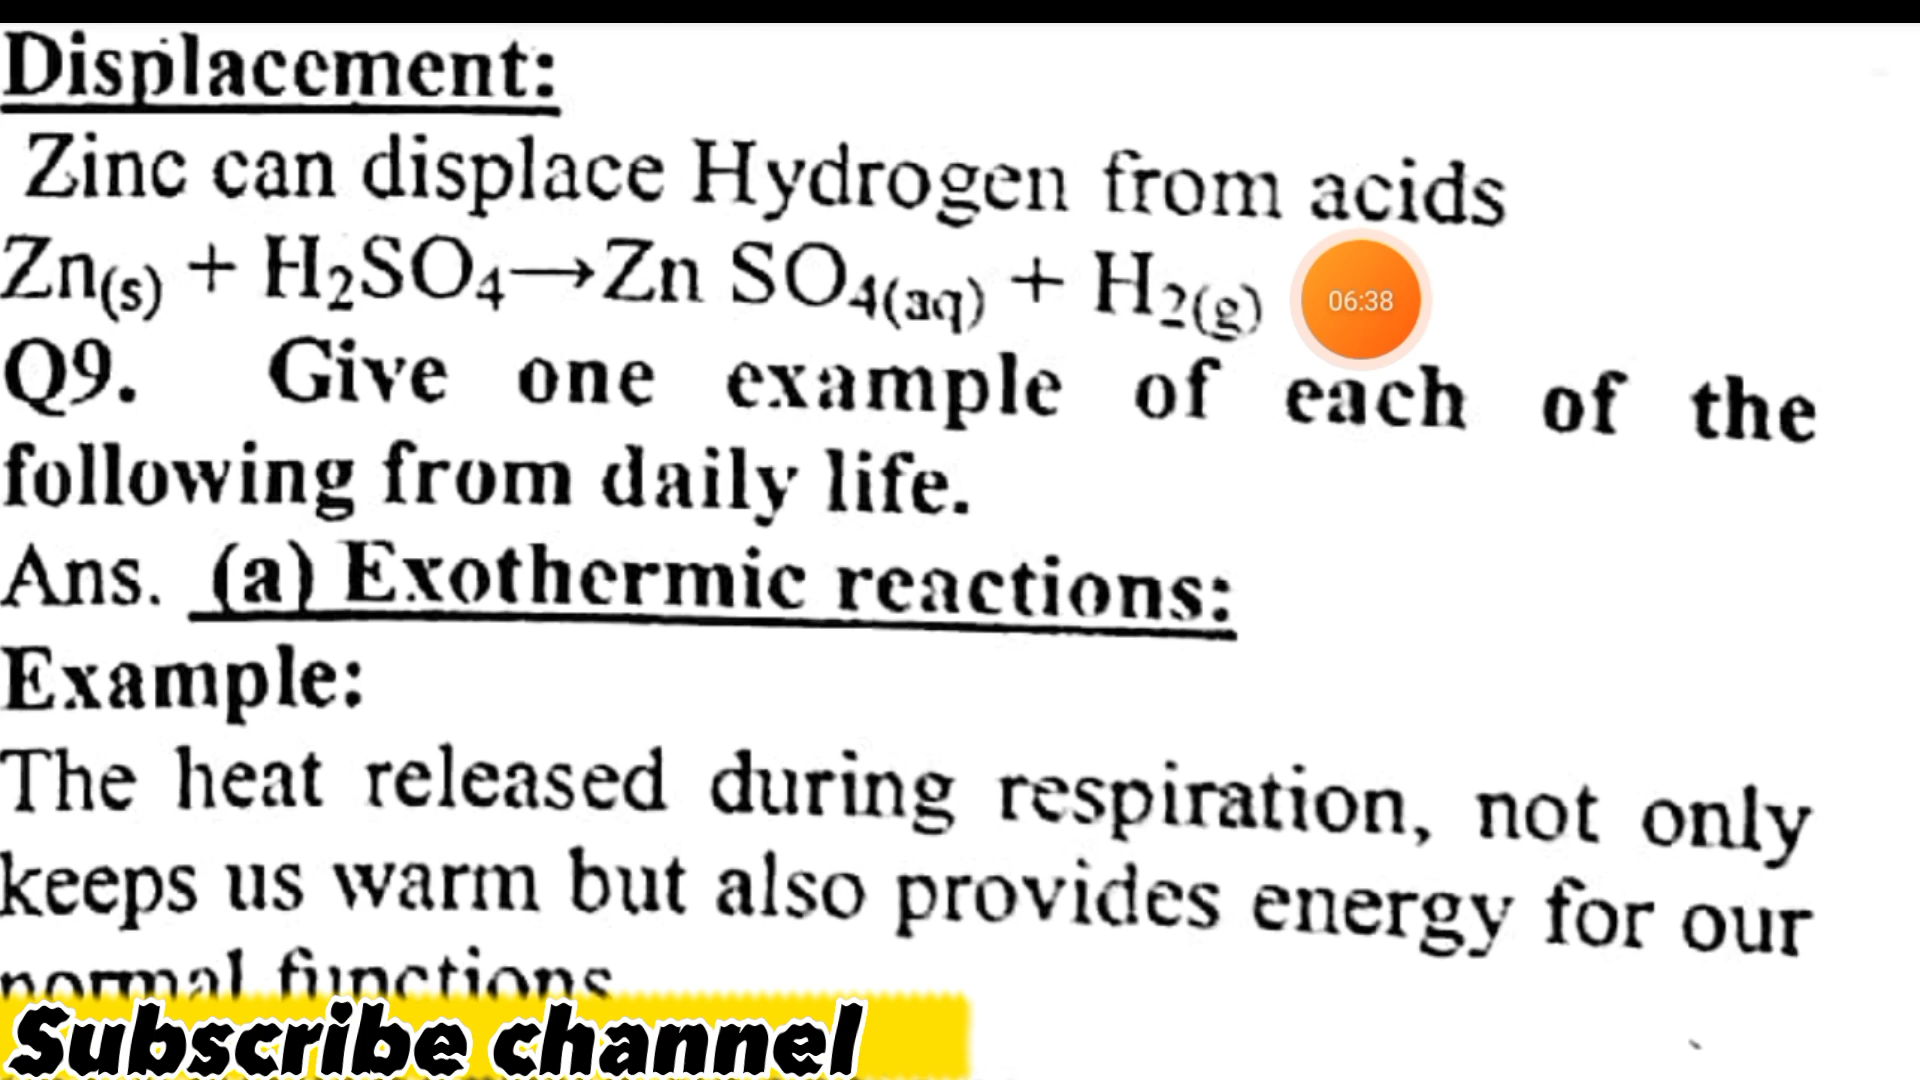 Displacement:
Zinc can displace Hydrogen from acids
Zn(s) + H₂SO₄→Zn SO₄(aq) + H₂(g)
06:38
Q9. Give one example of each of the
following from daily life.
Ans. (a) Exothermic reactions:
Example:
The heat released during respiration, not only
keeps us warm but also provides energy for our
normal functions
Subscribe channel